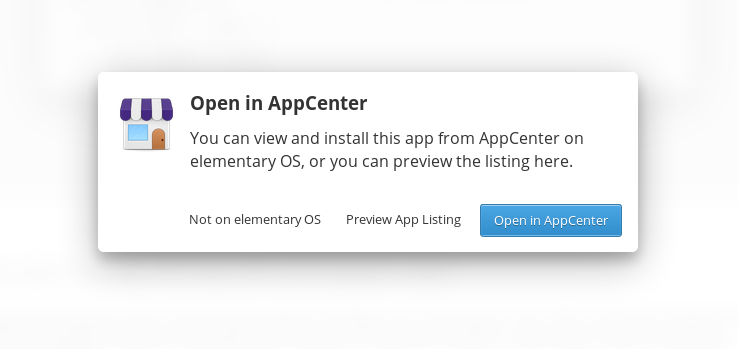 Open in AppCenter
You can view and install this app from AppCenter on
elementary OS, or you can preview the listing here.
Not on elementary OS
Preview App Listing
Open in AppCenter